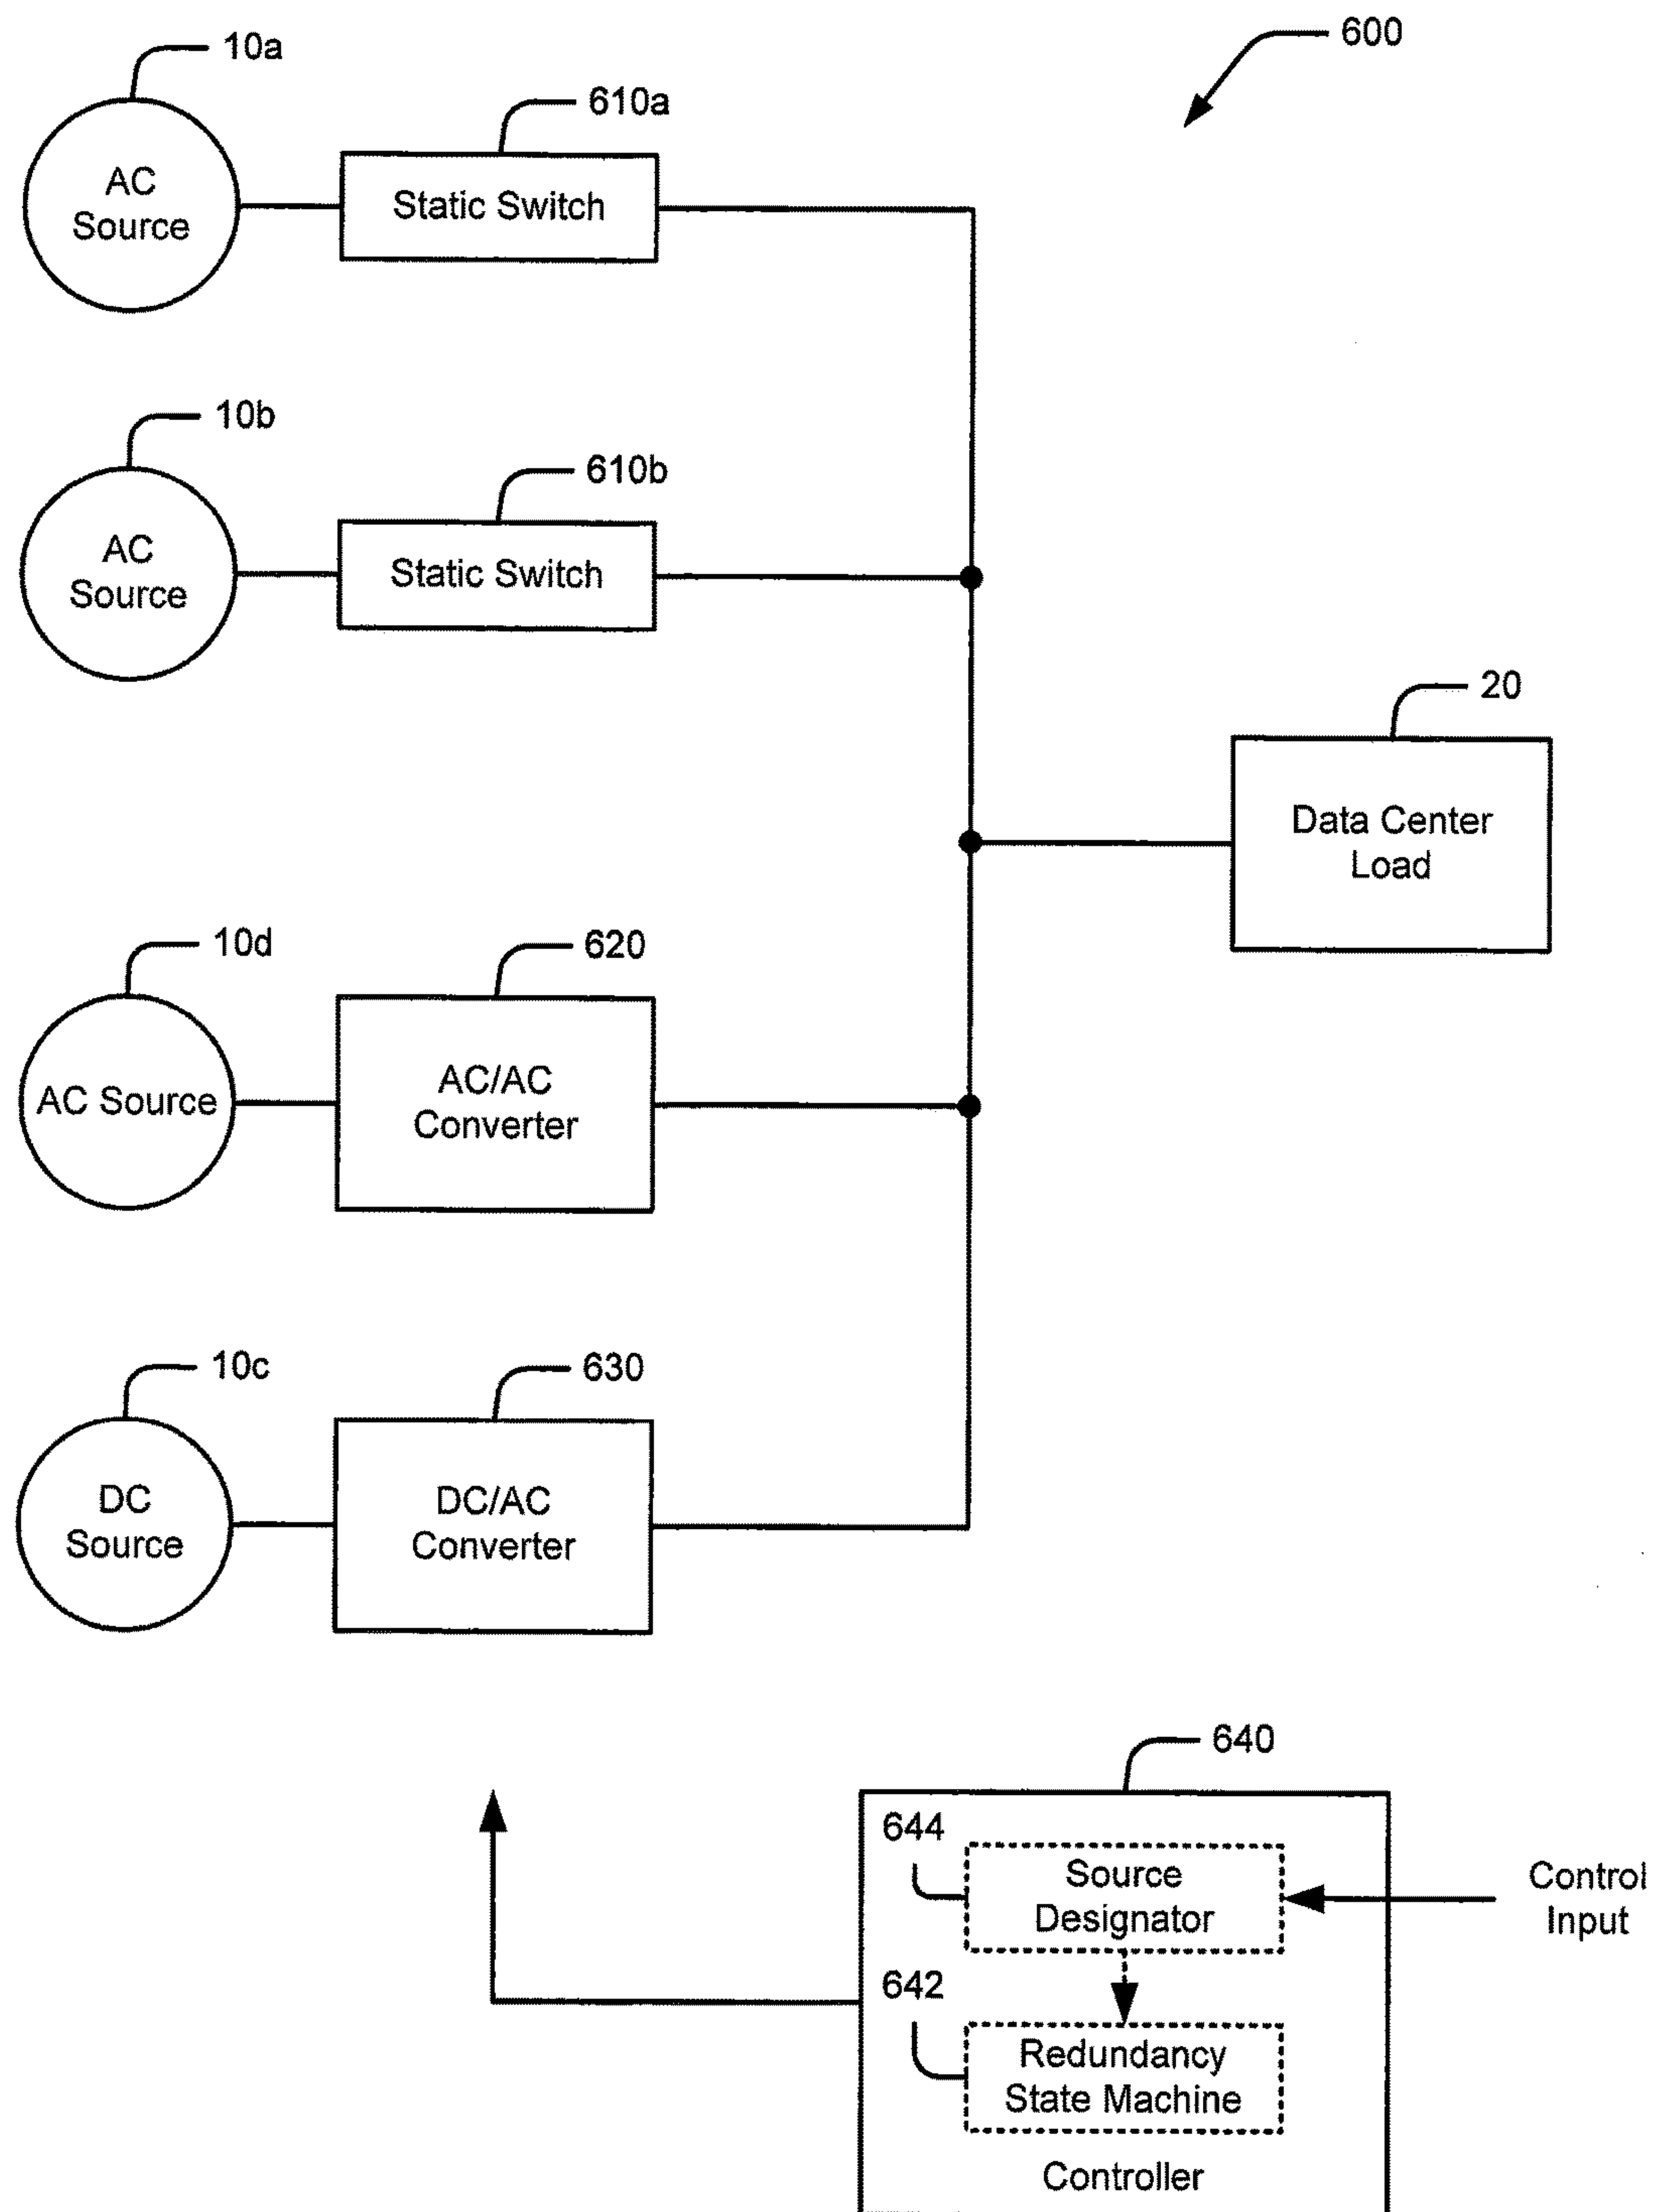 600
10a
610a
AC
Source
Static Switch
10b
610b
AC
Source
Static Switch
20
Data Center
Load
10d
620
AC Source
AC/AC
Converter
10c
630
DC
Source
DC/AC
Converter
640
644
Source
Designator
Control
Input
642
Redundancy
State Machine
Controller